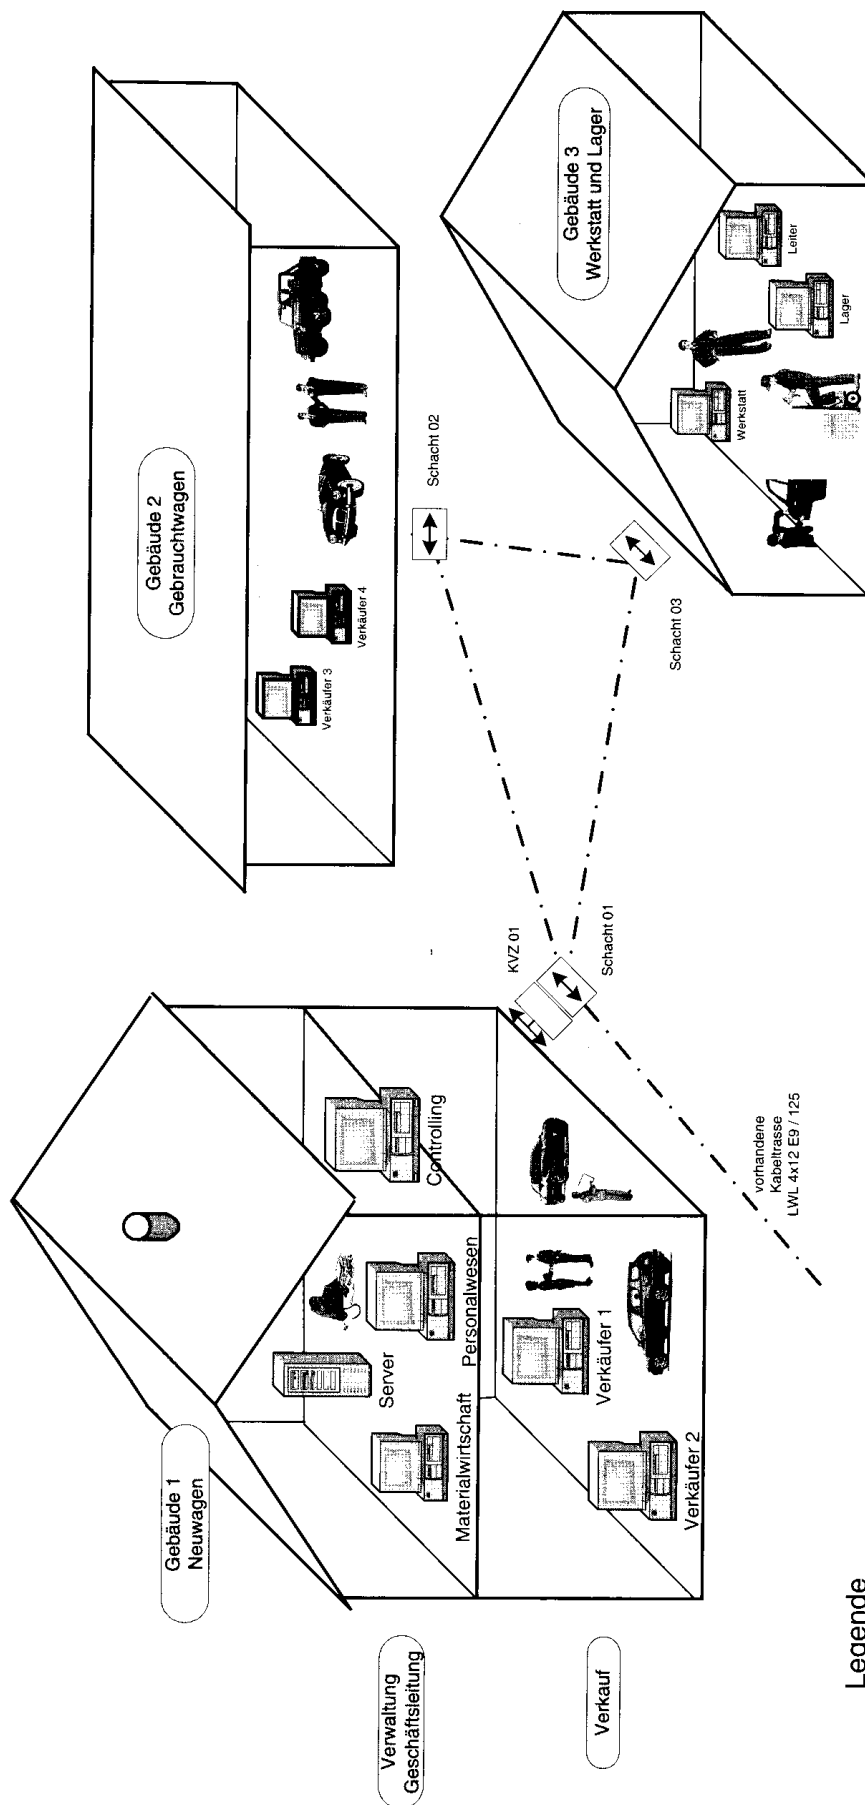 Gebäude 1
Neuwagen
Verwaltung
Geschäftsleitung
Verkauf
Server
Controlling
Materialwirtschaft
Personalwesen
Verkäufer 1
Verkäufer 2
KVZ 01
Schacht 01
vorhandene
Kabeltrasse
LWL 4x12 E9 / 125
Gebäude 2
Gebrauchtwagen
Verkäufer 3
Verkäufer 4
Schacht 02
Schacht 03
Gebäude 3
Werkstatt und Lager
Werkstatt
Lager
Leiter
Legende